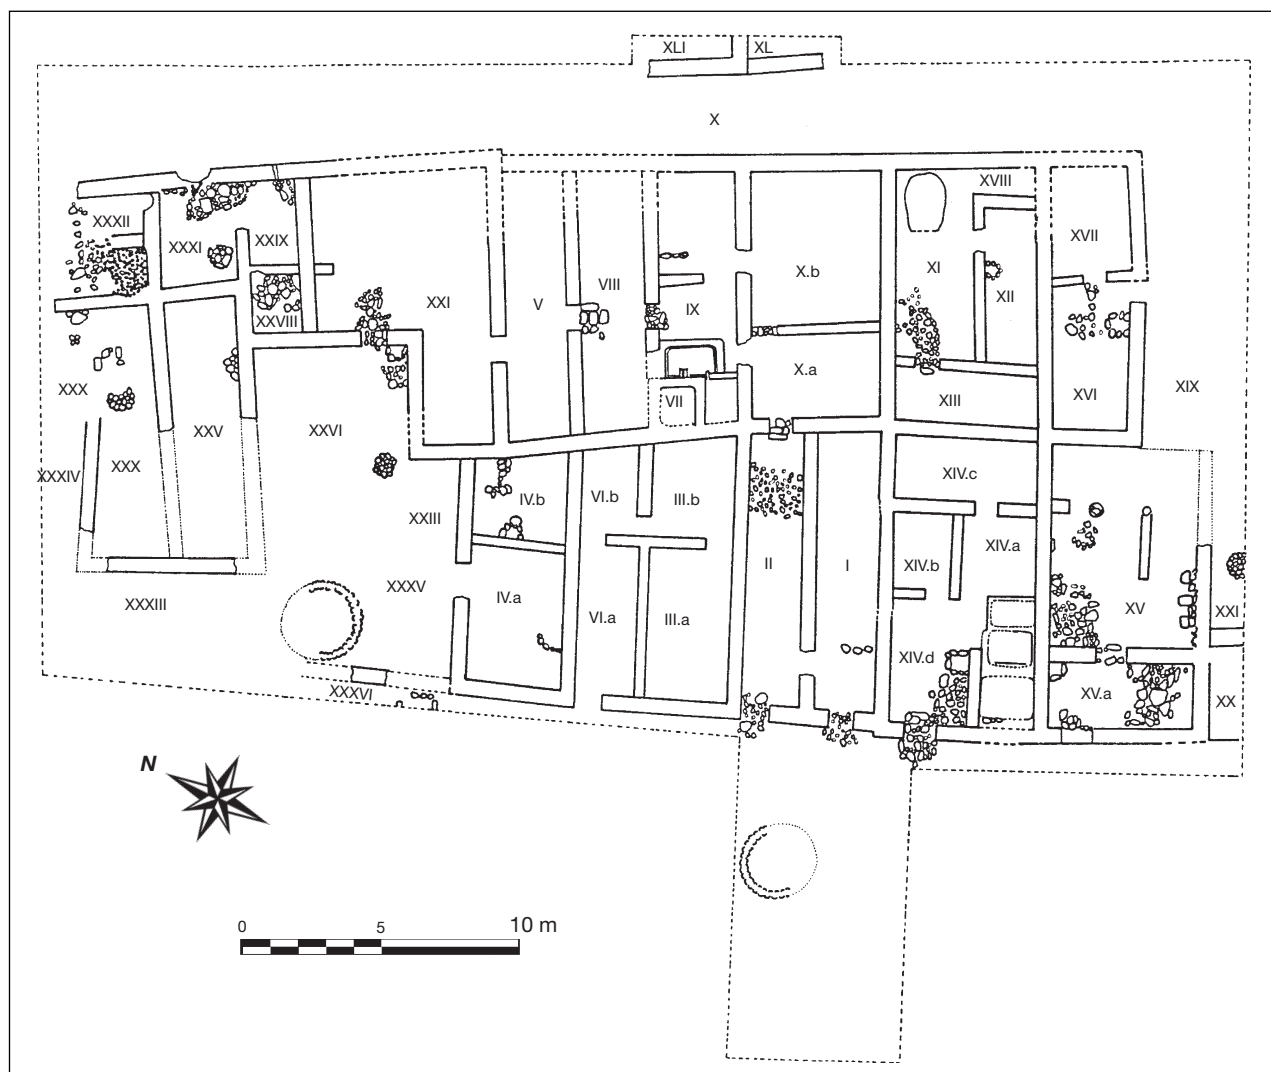 XLI XL
X
XVIII
XXXII
XXXI XXIX
XVII
XI
X.b
XXI V VIII
XII
IX
XXVIII
X.a
XXX
XIX
XVI
XIII
VII
XXV XXVI
XXXIV XXX
XIV.c
IV.b VI.b III.b
XXIII
XIV.a
II I XIV.b
XXXV
IV.a
XXXIII
XV XXI
VI.a III.a
XIV.d
XXXVI
XV.a XX
N
0 5 10 m